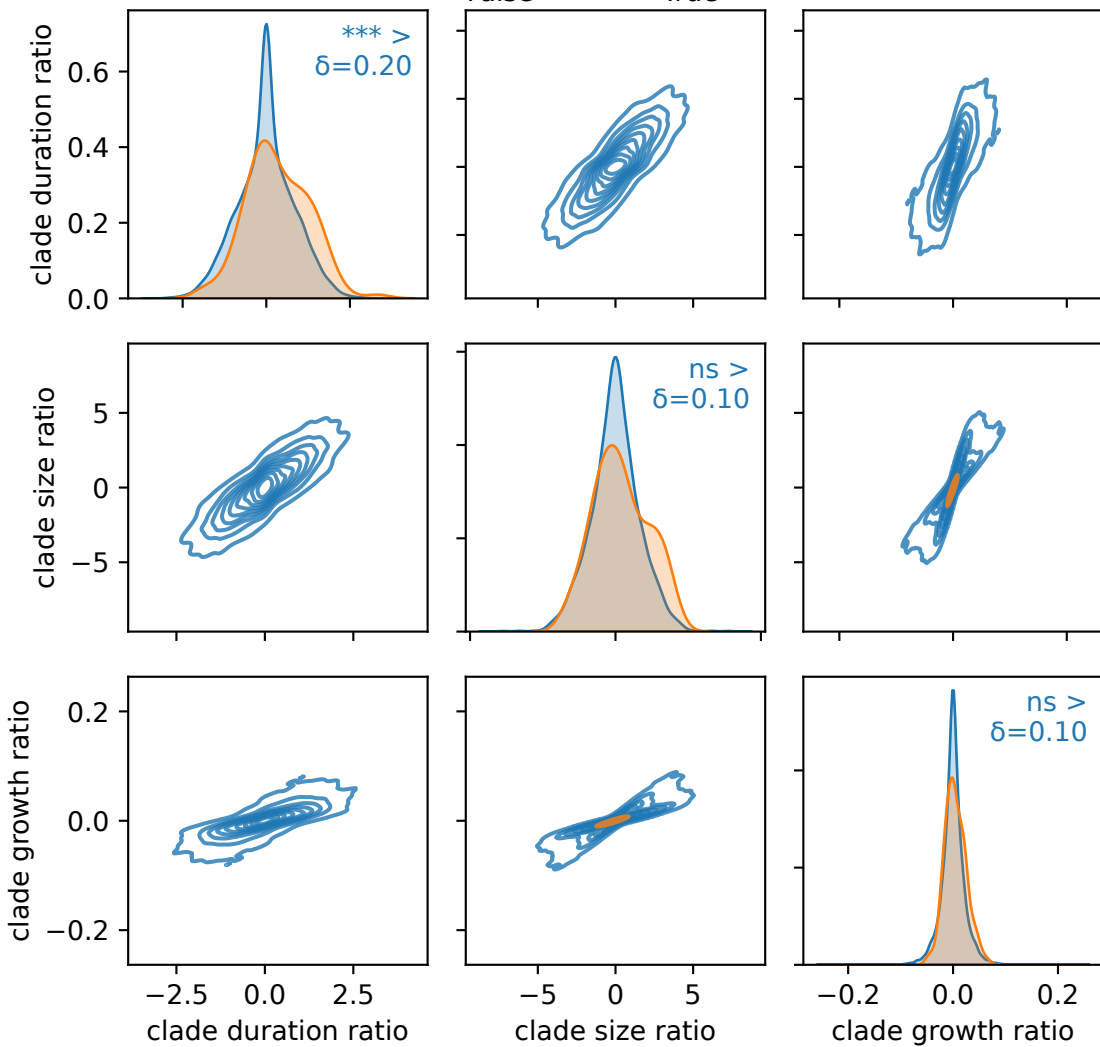 True
*** >
δ=0.20
clade duration ratio
0.6
0.4
0.2
0.0
ns >
δ=0.10
clade size ratio
5
0
−5
ns >
δ=0.10
clade growth ratio
0.2
0.0
−0.2
−2.5 0.0 2.5
−5 0 5
−0.2 0.0 0.2
clade duration ratio
clade size ratio
clade growth ratio